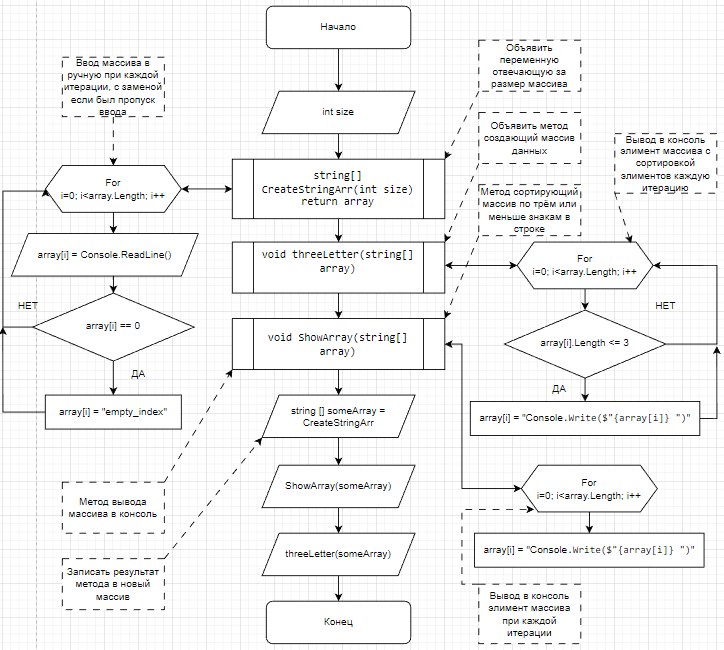 Начало
Ввод массива в
ручную при каждой
итерации, с заменой
если был пропуск
ввода
Объявить
переменную
отвечающую за
размер массива
int size
Объявить метод
создающий массив
данных
Вывод в консоль
элимент массива с
сортировкой
элементов каждую
итерацию
For
i=0; i<array.Length; i++
string[]
CreateStringArr(int size)
return array
Метод сортирующий
массив по трём или
меньше знакам в
строке
array[i] = Console.ReadLine()
void threeLetter(string[]
array)
For
i=0; i<array.Length; i++
НЕТ
array[i] == 0
ДА
void ShowArray(string[]
array)
НЕТ
array[i].Length <= 3
ДА
array[i] = "empty_index"
string [] someArray =
CreateStringArr
array[i] = "Console.Write($"{array[i]} ")"
Метод вывода
массива в консоль
ShowArray(someArray)
For
i=0; i<array.Length; i++
threeLetter(someArray)
array[i] = "Console.Write($"{array[i]} ")"
Записать результат
метода в новый
массив
Вывод в консоль
элимент массива
при каждой
итерации
Конец